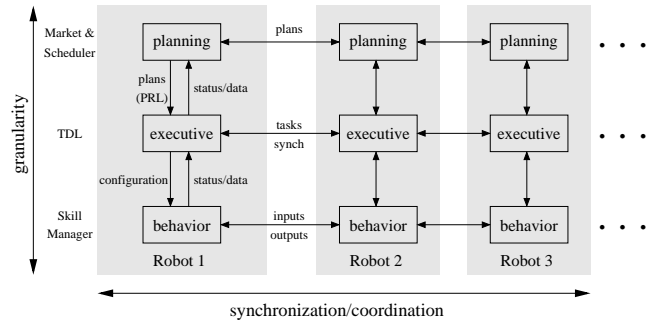 Market &
Scheduler
planning
plans
planning
planning
plans
(PRL)
status/data
TDL
executive
tasks
synch
executive
executive
granularity
configuration
status/data
Skill
Manager
behavior
inputs
outputs
behavior
behavior
Robot 1
Robot 2
Robot 3
synchronization/coordination